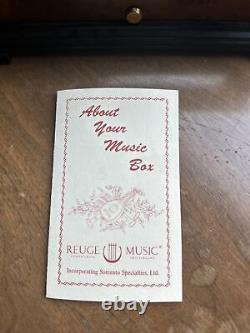 About
Your
Music
Box
REUGE MUSIC®
Incorporating Sorrento Specialties, Ltd.